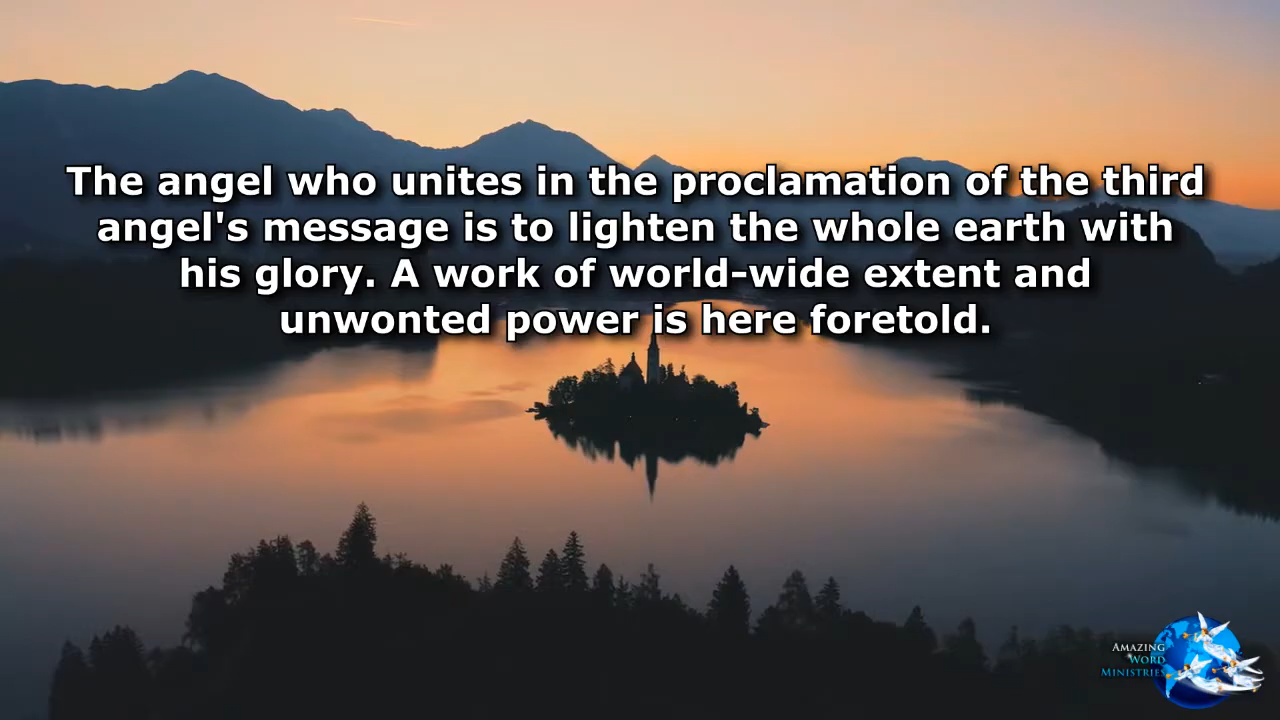 The angel who unites in the proclamation of the third
angel's message is to lighten the whole earth with
his glory. A work of world-wide extent and
unwonted power is here foretold.
Amazing
Word
Ministries